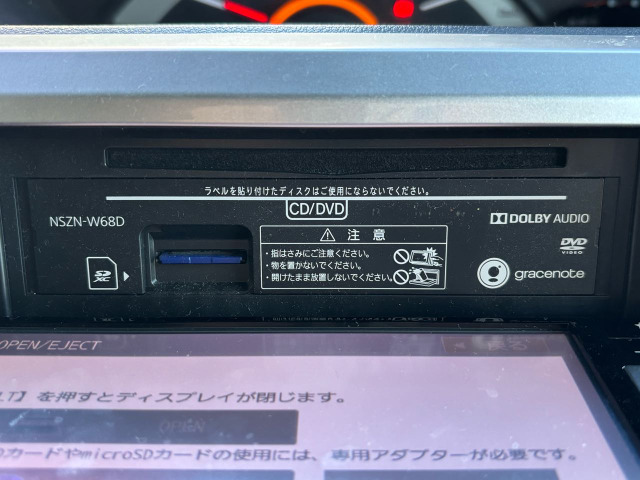 ラベルを貼り付けたディスクはご使用にならないでください。
CD/DVD
NSZN-W68D
SD XC
⚠ 注 意
・指はさみにご注意ください。
・物を置かないでください。
・開けたまま放置しないでください。
DOLBY AUDIO
DVD
VIDEO
g gracenote
OPEN/EJECT
LT】を押すとディスプレイが閉じます。
OPEN
カードやmicroSDカードの使用には、専用アダプターが必要です。